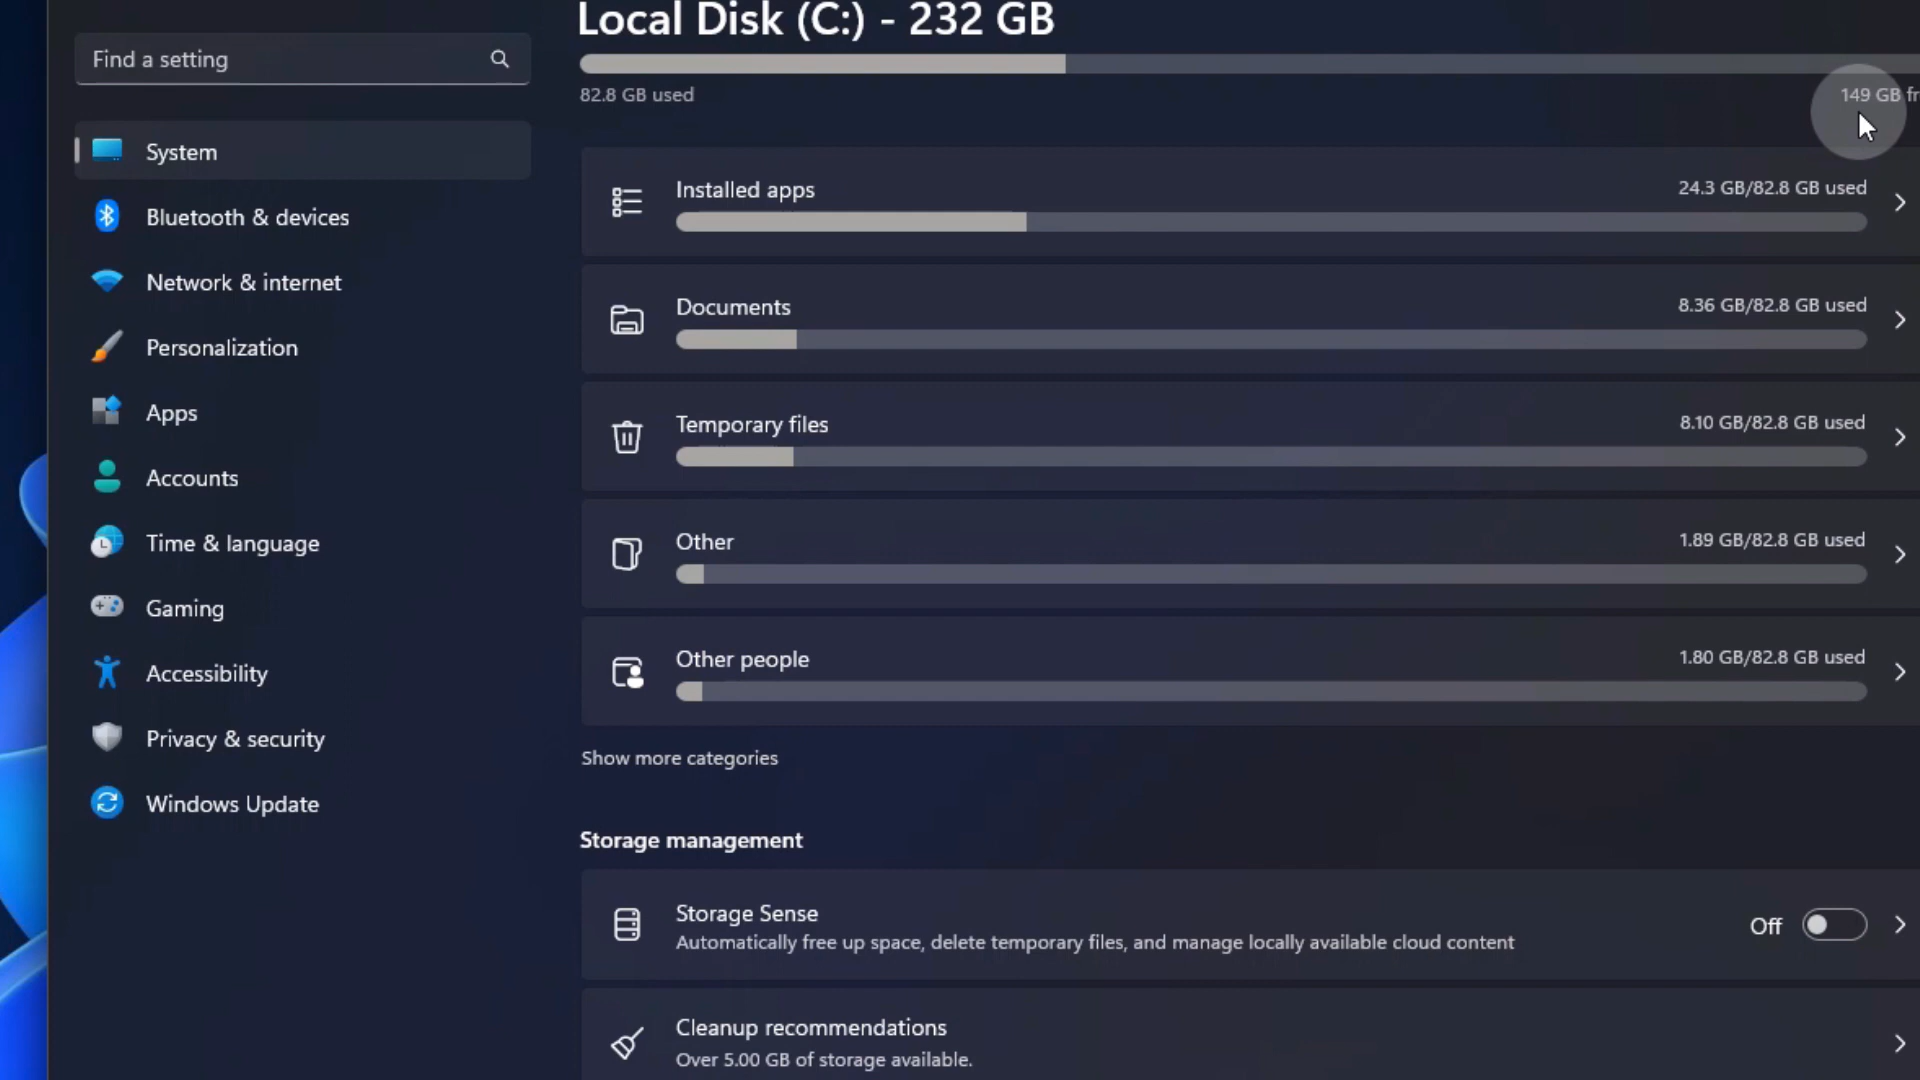 Find a setting
System
Bluetooth & devices
Network & internet
Personalization
Apps
Accounts
Time & language
Gaming
Accessibility
Privacy & security
Windows Update
Local Disk (C:) - 232 GB
82.8 GB used
149 GB fr
Installed apps
24.3 GB/82.8 GB used
Documents
8.36 GB/82.8 GB used
Temporary files
8.10 GB/82.8 GB used
Other
1.89 GB/82.8 GB used
Other people
1.80 GB/82.8 GB used
Show more categories
Storage management
Storage Sense
Automatically free up space, delete temporary files, and manage locally available cloud content
Off
Cleanup recommendations
Over 5.00 GB of storage available.